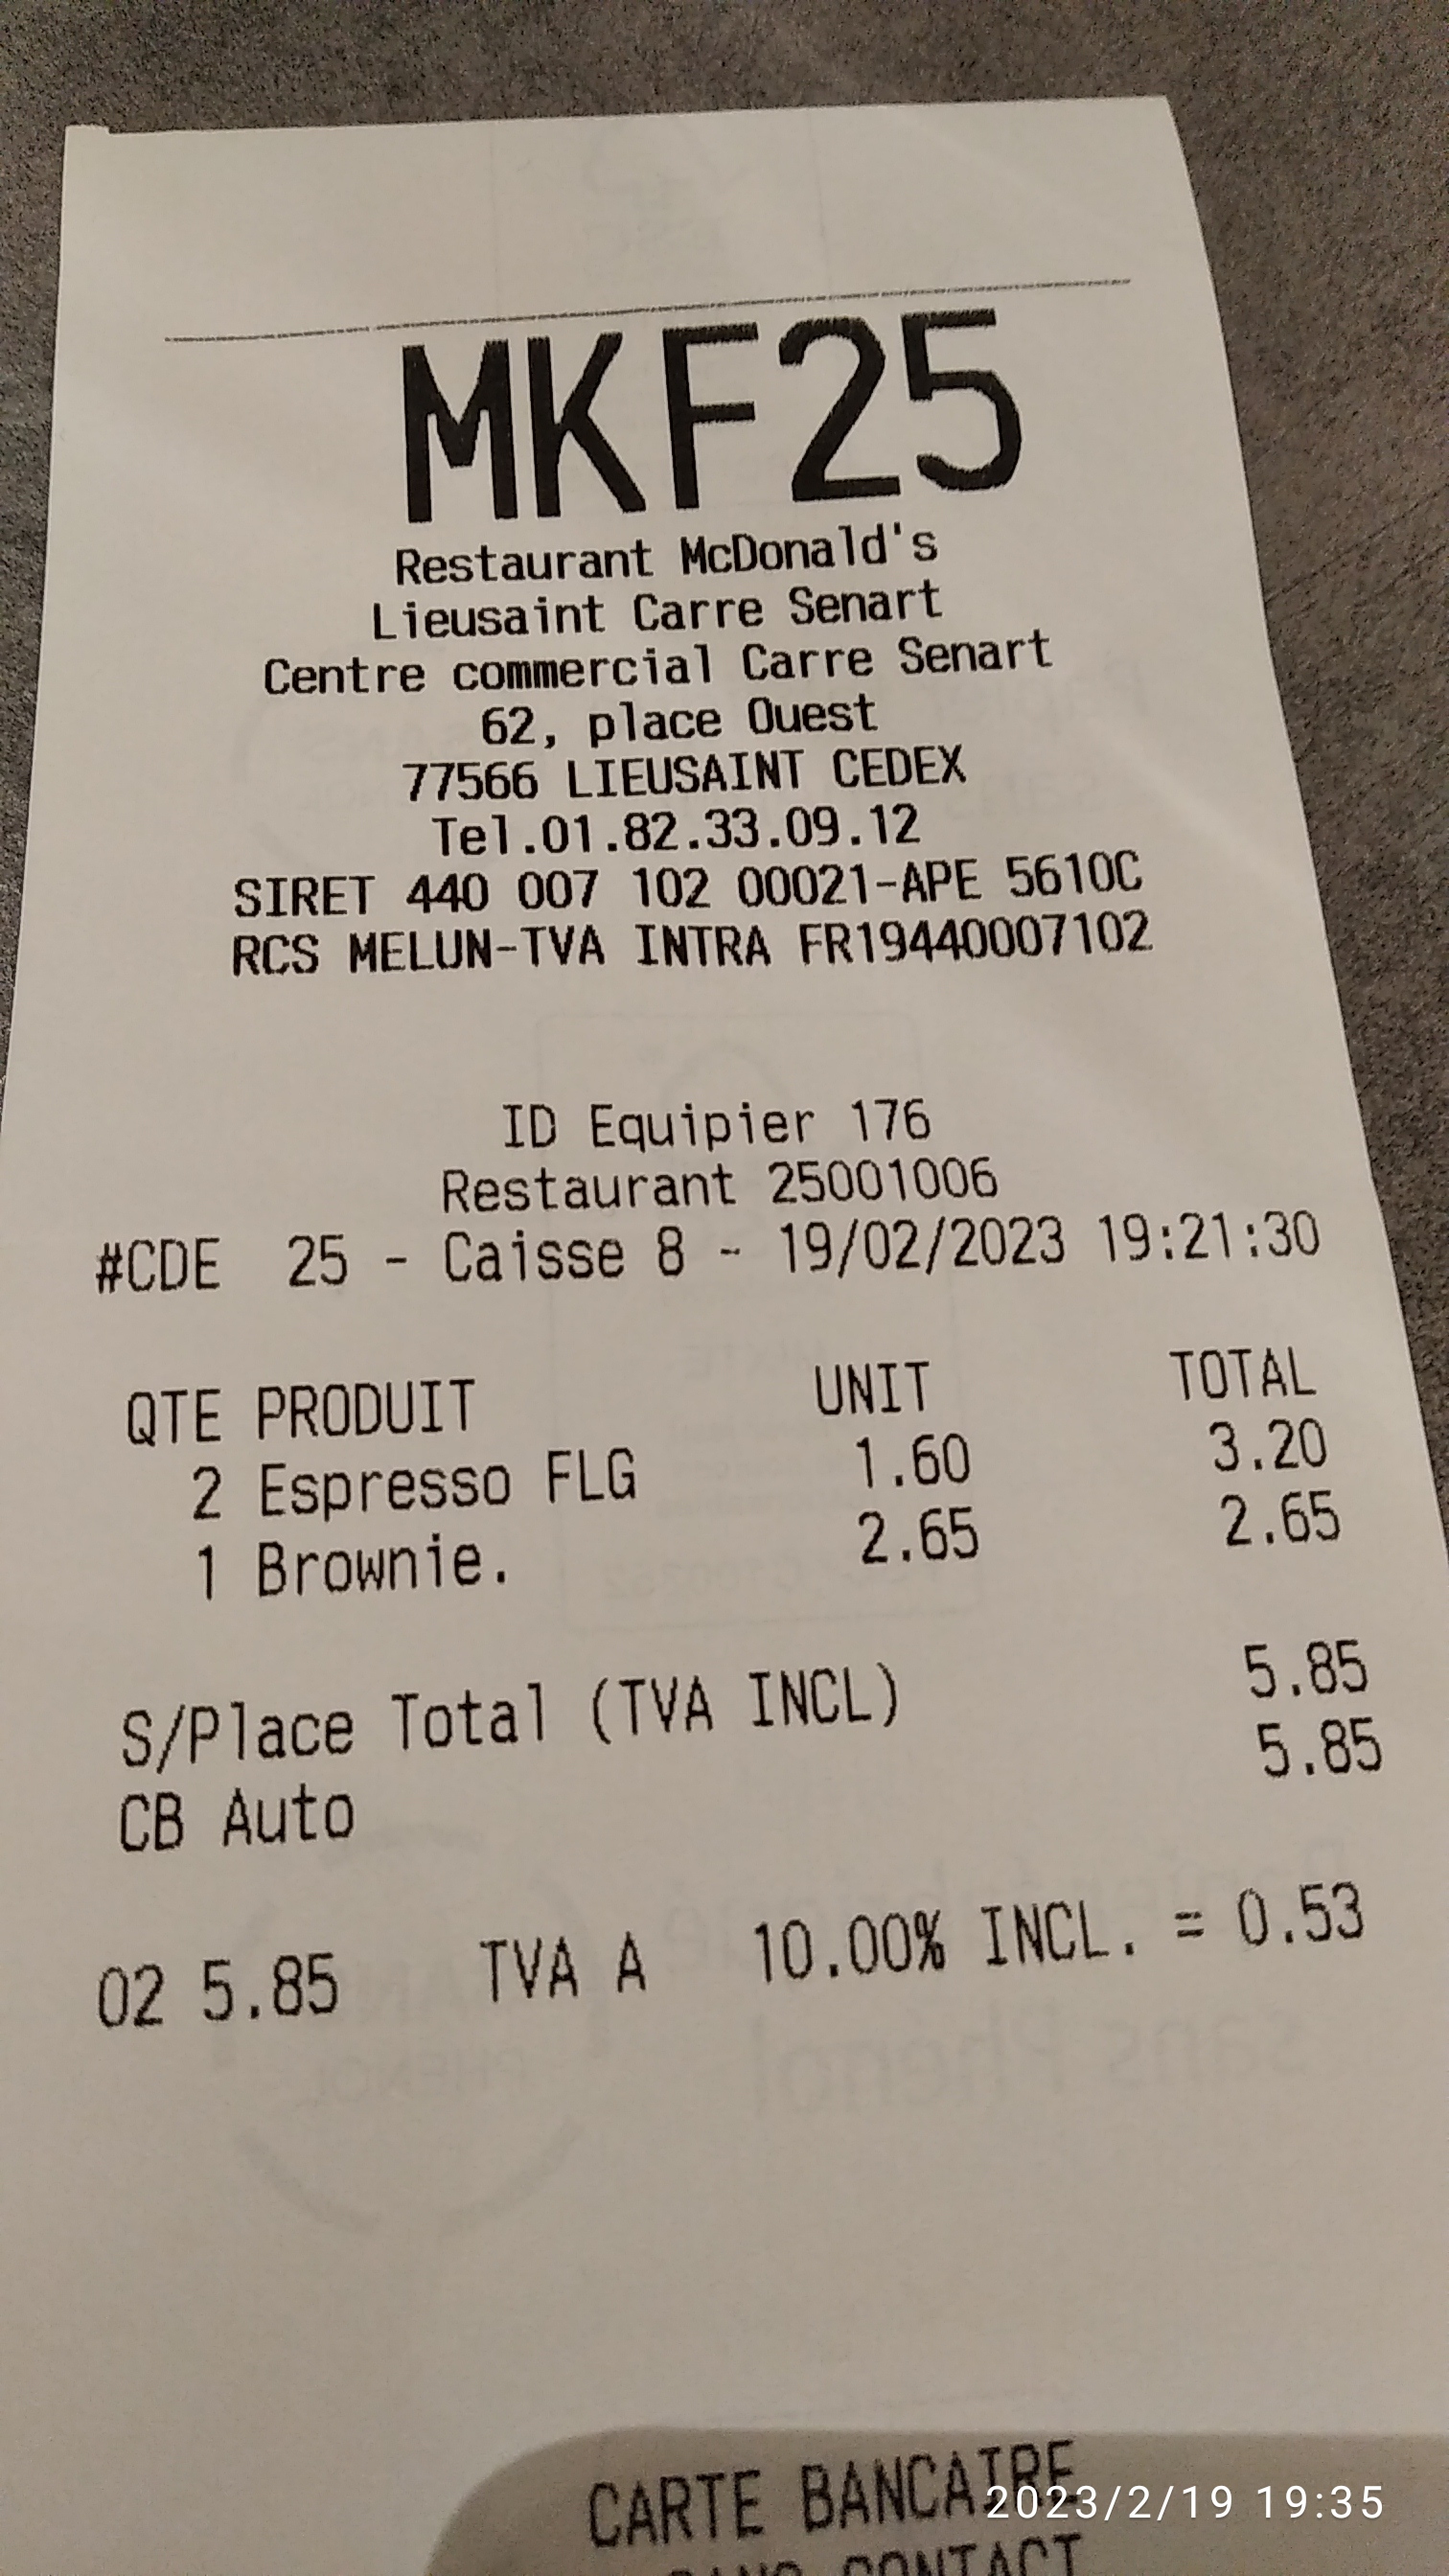 MKF25
Restaurant McDonald's
Lieusaint Carre Senart
Centre commercial Carre Senart
62, place Ouest
77566 LIEUSAINT CEDEX
Tel.01.82.33.09.12
SIRET 440 007 102 00021-APE 5610C
RCS MELUN-TVA INTRA FR19440007102
ID Equipier 176
Restaurant 25001006
#CDE 25 - Caisse 8 - 19/02/2023 19:21:30
QTE PRODUIT UNIT TOTAL
2 Espresso FLG 1.60 3.20
1 Brownie. 2.65 2.65
S/Place Total (TVA INCL) 5.85
CB Auto 5.85
02 5.85 TVA A 10.00% INCL. = 0.53
CARTE BANCAIRE
2023/2/19 19:35
CONTACT